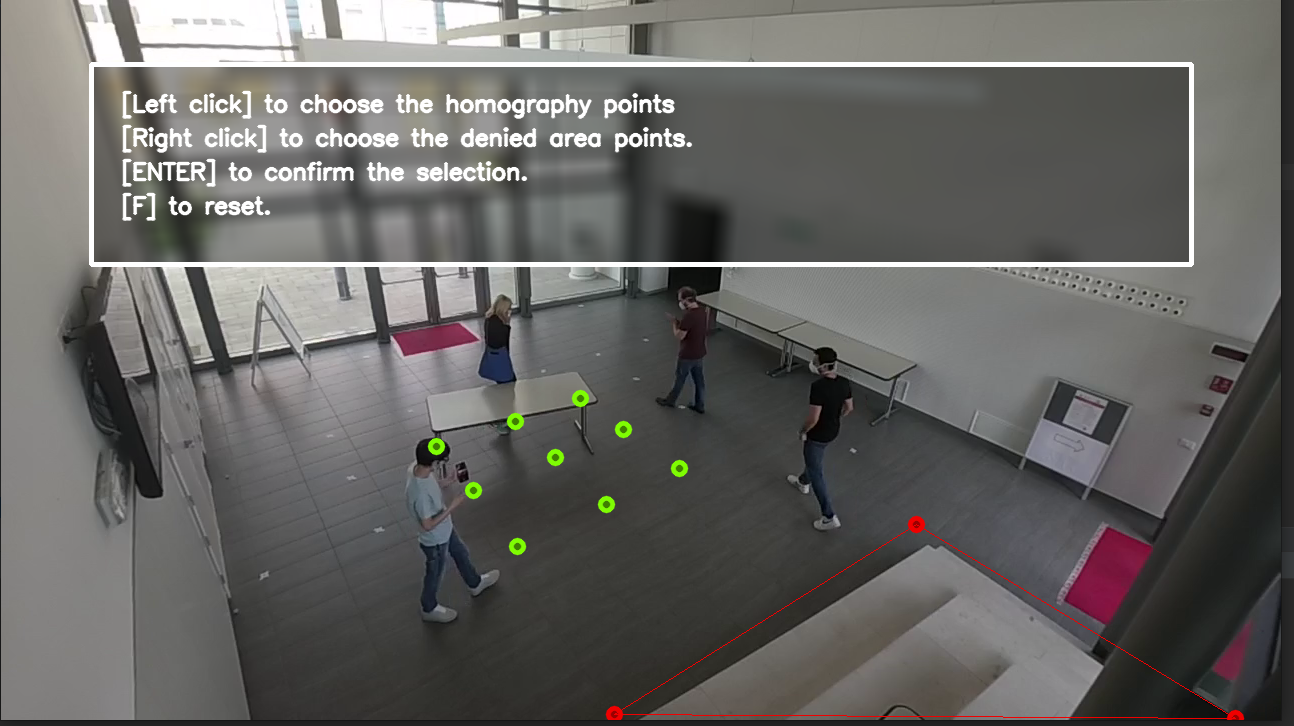 [Left click] to choose the homography points
[Right click] to choose the denied area points.
[ENTER] to confirm the selection.
[F] to reset.